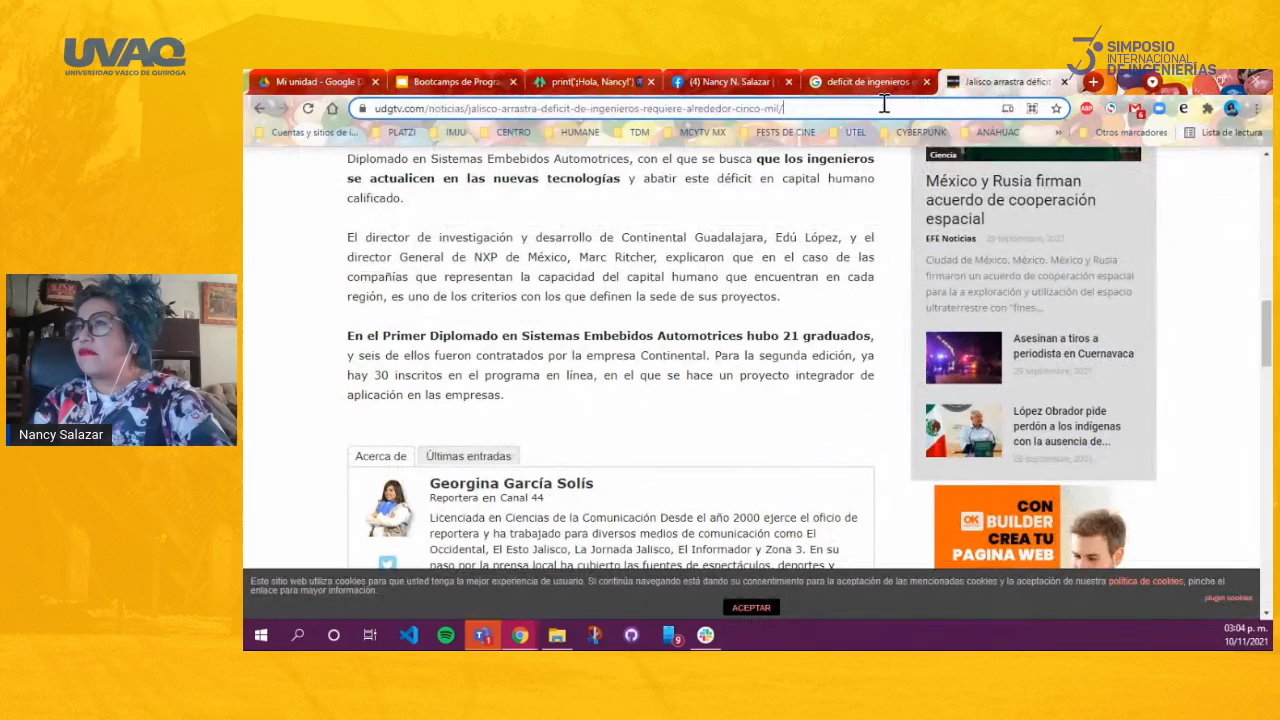 UVAQ
UNIVERSIDAD VASCO DE QUIROGA
3
SIMPOSIO
INTERNACIONAL
DE INGENIERÍAS
Mi unidad - Google D
Bootcamps de Progra
print('¡Hola, Nancy!')
(4) Nancy N. Salazar |
deficit de ingenieros e
Jalisco arrastra déficit
udgtv.com/noticias/jalisco-arrastra-deficit-de-ingenieros-requiere-alrededor-cinco-mil/
Cuentas y sitios de i... PLATZI IMJU CENTRO HUMANE TDM MCYTV MX FESTS DE CINE UTEL CYBERPUNK ANÁHUAC » Otros marcadores Lista de lectura
Diplomado en Sistemas Embebidos Automotrices, con el que se busca que los ingenieros
se actualicen en las nuevas tecnologías y abatir este déficit en capital humano
calificado.
El director de investigación y desarrollo de Continental Guadalajara, Edú López, y el
director General de NXP de México, Marc Ritcher, explicaron que en el caso de las
compañías que representan la capacidad del capital humano que encuentran en cada
región, es uno de los criterios con los que definen la sede de sus proyectos.
En el Primer Diplomado en Sistemas Embebidos Automotrices hubo 21 graduados,
y seis de ellos fueron contratados por la empresa Continental. Para la segunda edición, ya
hay 30 inscritos en el programa en línea, en el que se hace un proyecto integrador de
aplicación en las empresas.
Acerca de
Últimas entradas
Georgina García Solís
Reportera en Canal 44
Licenciada en Ciencias de la Comunicación Desde el año 2000 ejerce el oficio de
reportera y ha trabajado para diversos medios de comunicación como El
Occidental, El Esto Jalisco, La Jornada Jalisco, El Informador y Zona 3. En su
paso por la prensa local ha cubierto las fuentes de espectáculos, deportes y
Ciencia
México y Rusia firman
acuerdo de cooperación
espacial
EFE Noticias 29 septiembre, 2021
Ciudad de México, México. México y Rusia
firmaron un acuerdo de cooperación espacial
para la a exploración y utilización del espacio
ultraterrestre con "fines...
Asesinan a tiros a
periodista en Cuernavaca
29 septiembre, 2021
López Obrador pide
perdón a los indígenas
con la ausencia de...
28 septiembre, 2021
CON
OK BUILDER
CREA TU
PAGINA WEB
Este sitio web utiliza cookies para que usted tenga la mejor experiencia de usuario. Si continúa navegando está dando su consentimiento para la aceptación de las mencionadas cookies y la aceptación de nuestra política de cookies, pinche el
enlace para mayor información.
plugin cookies
ACEPTAR
Nancy Salazar
03:04 p. m.
10/11/2021